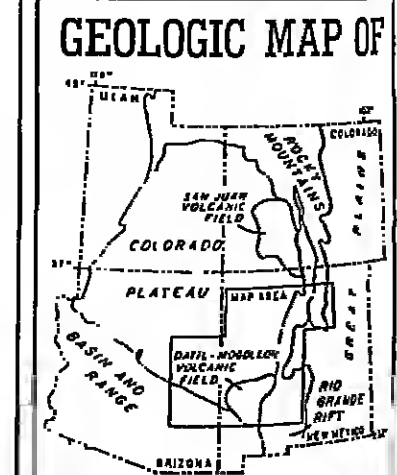 GEOLOGIC MAP OF
UTAH
COLORADO
ROCKY
MOUNTAINS
SAN JUAN
VOLCANIC
FIELD
PLAINS
COLORADO
37°
PLATEAU
MAP AREA
GREAT
BASIN AND
RANGE
DATIL-MOGOLLON
VOLCANIC
FIELD
RIO
GRANDE
RIFT
NEW MEXICO
ARIZONA